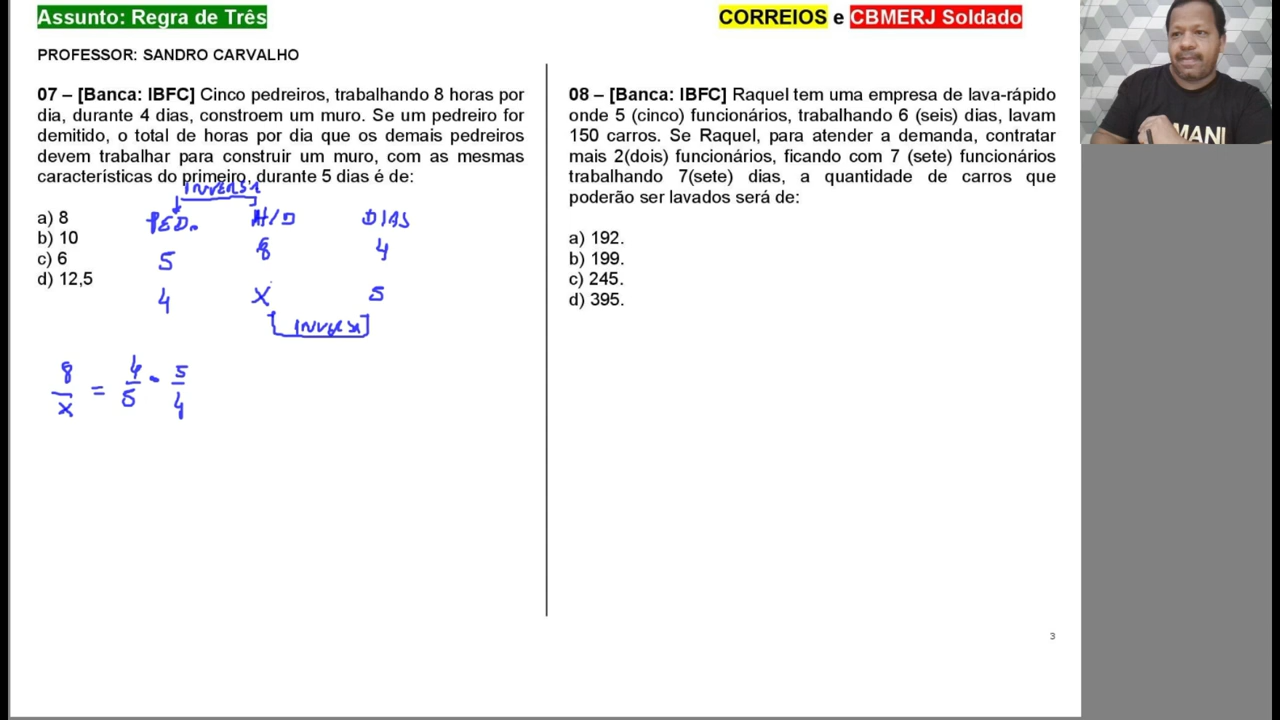 Assunto: Regra de Três
CORREIOS e CBMERJ Soldado
PROFESSOR: SANDRO CARVALHO
07 – [Banca: IBFC] Cinco pedreiros, trabalhando 8 horas por
dia, durante 4 dias, constroem um muro. Se um pedreiro for
demitido, o total de horas por dia que os demais pedreiros
devem trabalhar para construir um muro, com as mesmas
características do primeiro, durante 5 dias é de:
INVERSA
a) 8
b) 10
c) 6
d) 12,5
PED. H/D DIAS
5 8 4
4 X 5
INVERSA
8/x = 4/5 · 5/4
08 – [Banca: IBFC] Raquel tem uma empresa de lava-rápido
onde 5 (cinco) funcionários, trabalhando 6 (seis) dias, lavam
150 carros. Se Raquel, para atender a demanda, contratar
mais 2(dois) funcionários, ficando com 7 (sete) funcionários
trabalhando 7(sete) dias, a quantidade de carros que
poderão ser lavados será de:
a) 192.
b) 199.
c) 245.
d) 395.
3
MANI